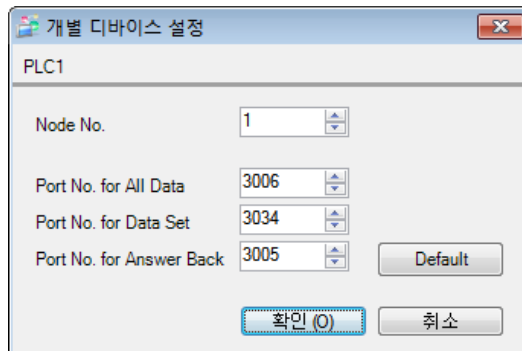 개별 디바이스 설정
PLC1
Node No. 1
Port No. for All Data 3006
Port No. for Data Set 3034
Port No. for Answer Back 3005 Default
확인 (O) 취소